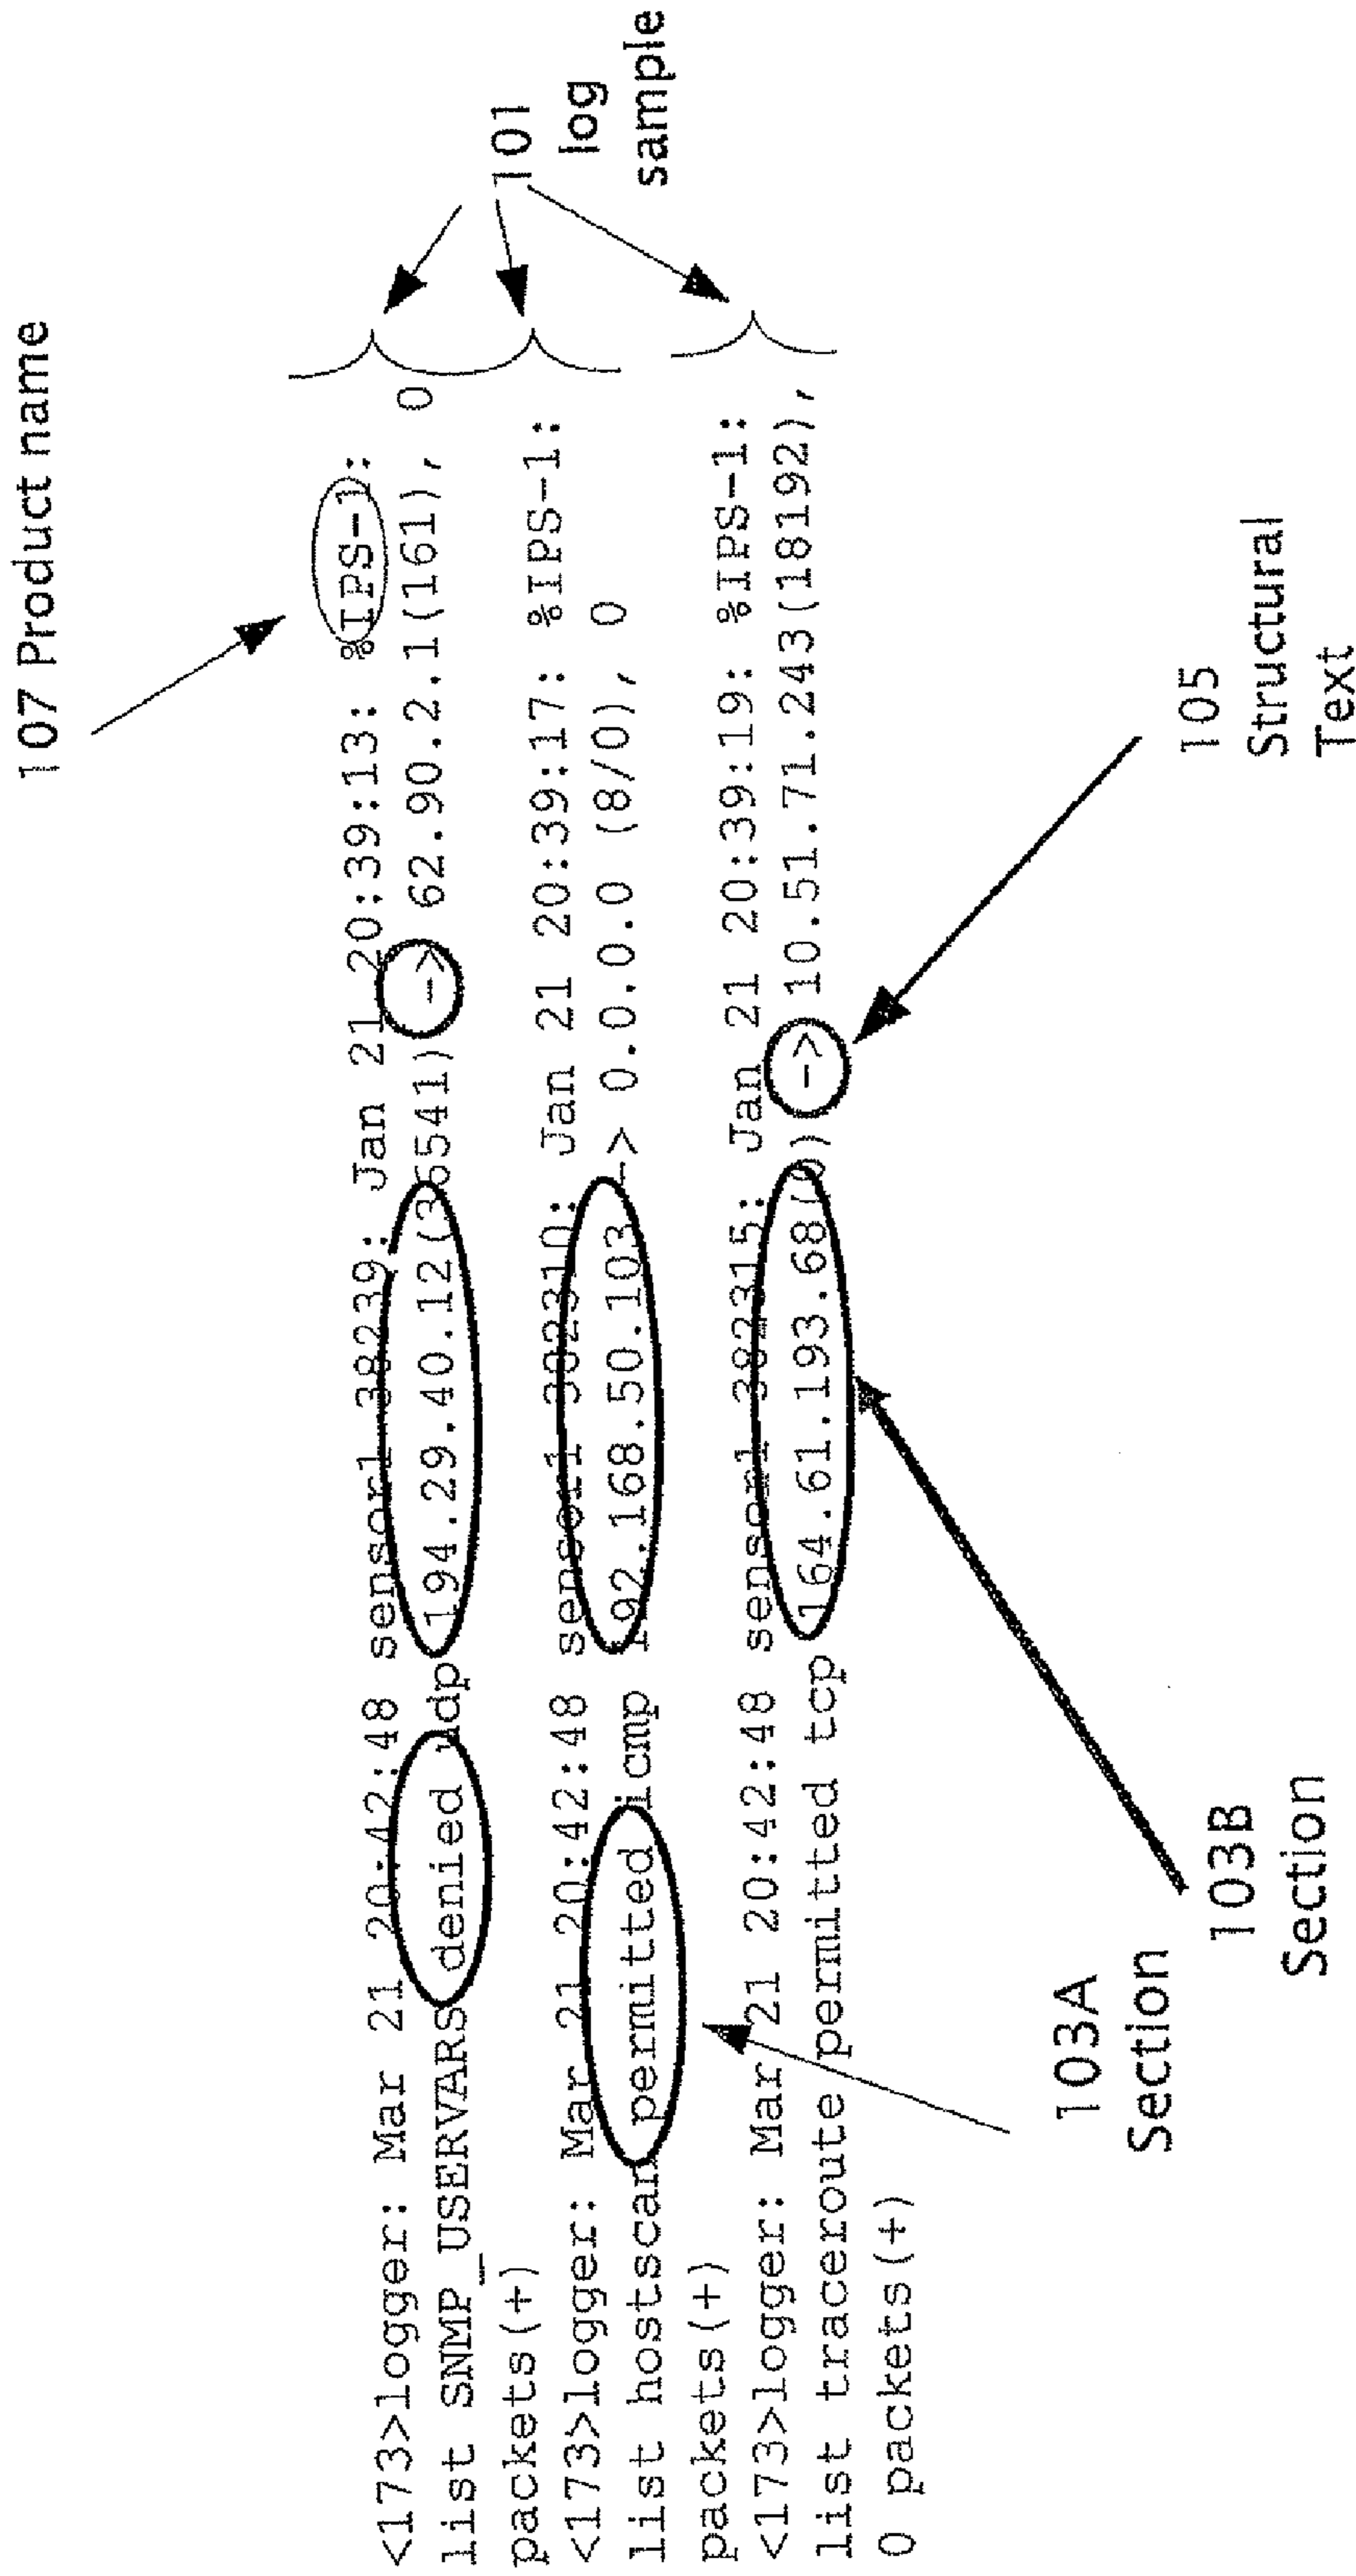 107 Product name
<173>logger: Mar 21 20:42:48 sensor1 38239: Jan 21 20:39:13: %IPS-1:
list SNMP_USERVARS denied udp 194.29.40.12(36541) -> 62.90.2.1(161), 0
packets(+)
<173>logger: Mar 21 20:42:48 sensor1 382310: Jan 21 20:39:17: %IPS-1:
list hostscan permitted icmp 192.168.50.103 -> 0.0.0.0 (8/0), 0
packets(+)
<173>logger: Mar 21 20:42:48 sensor1 382315: Jan 21 20:39:19: %IPS-1:
list traceroute permitted tcp 164.61.193.68(0) -> 10.51.71.243(18192),
0 packets(+)
101
log
sample
103A
Section
103B
Section
105
Structural
Text